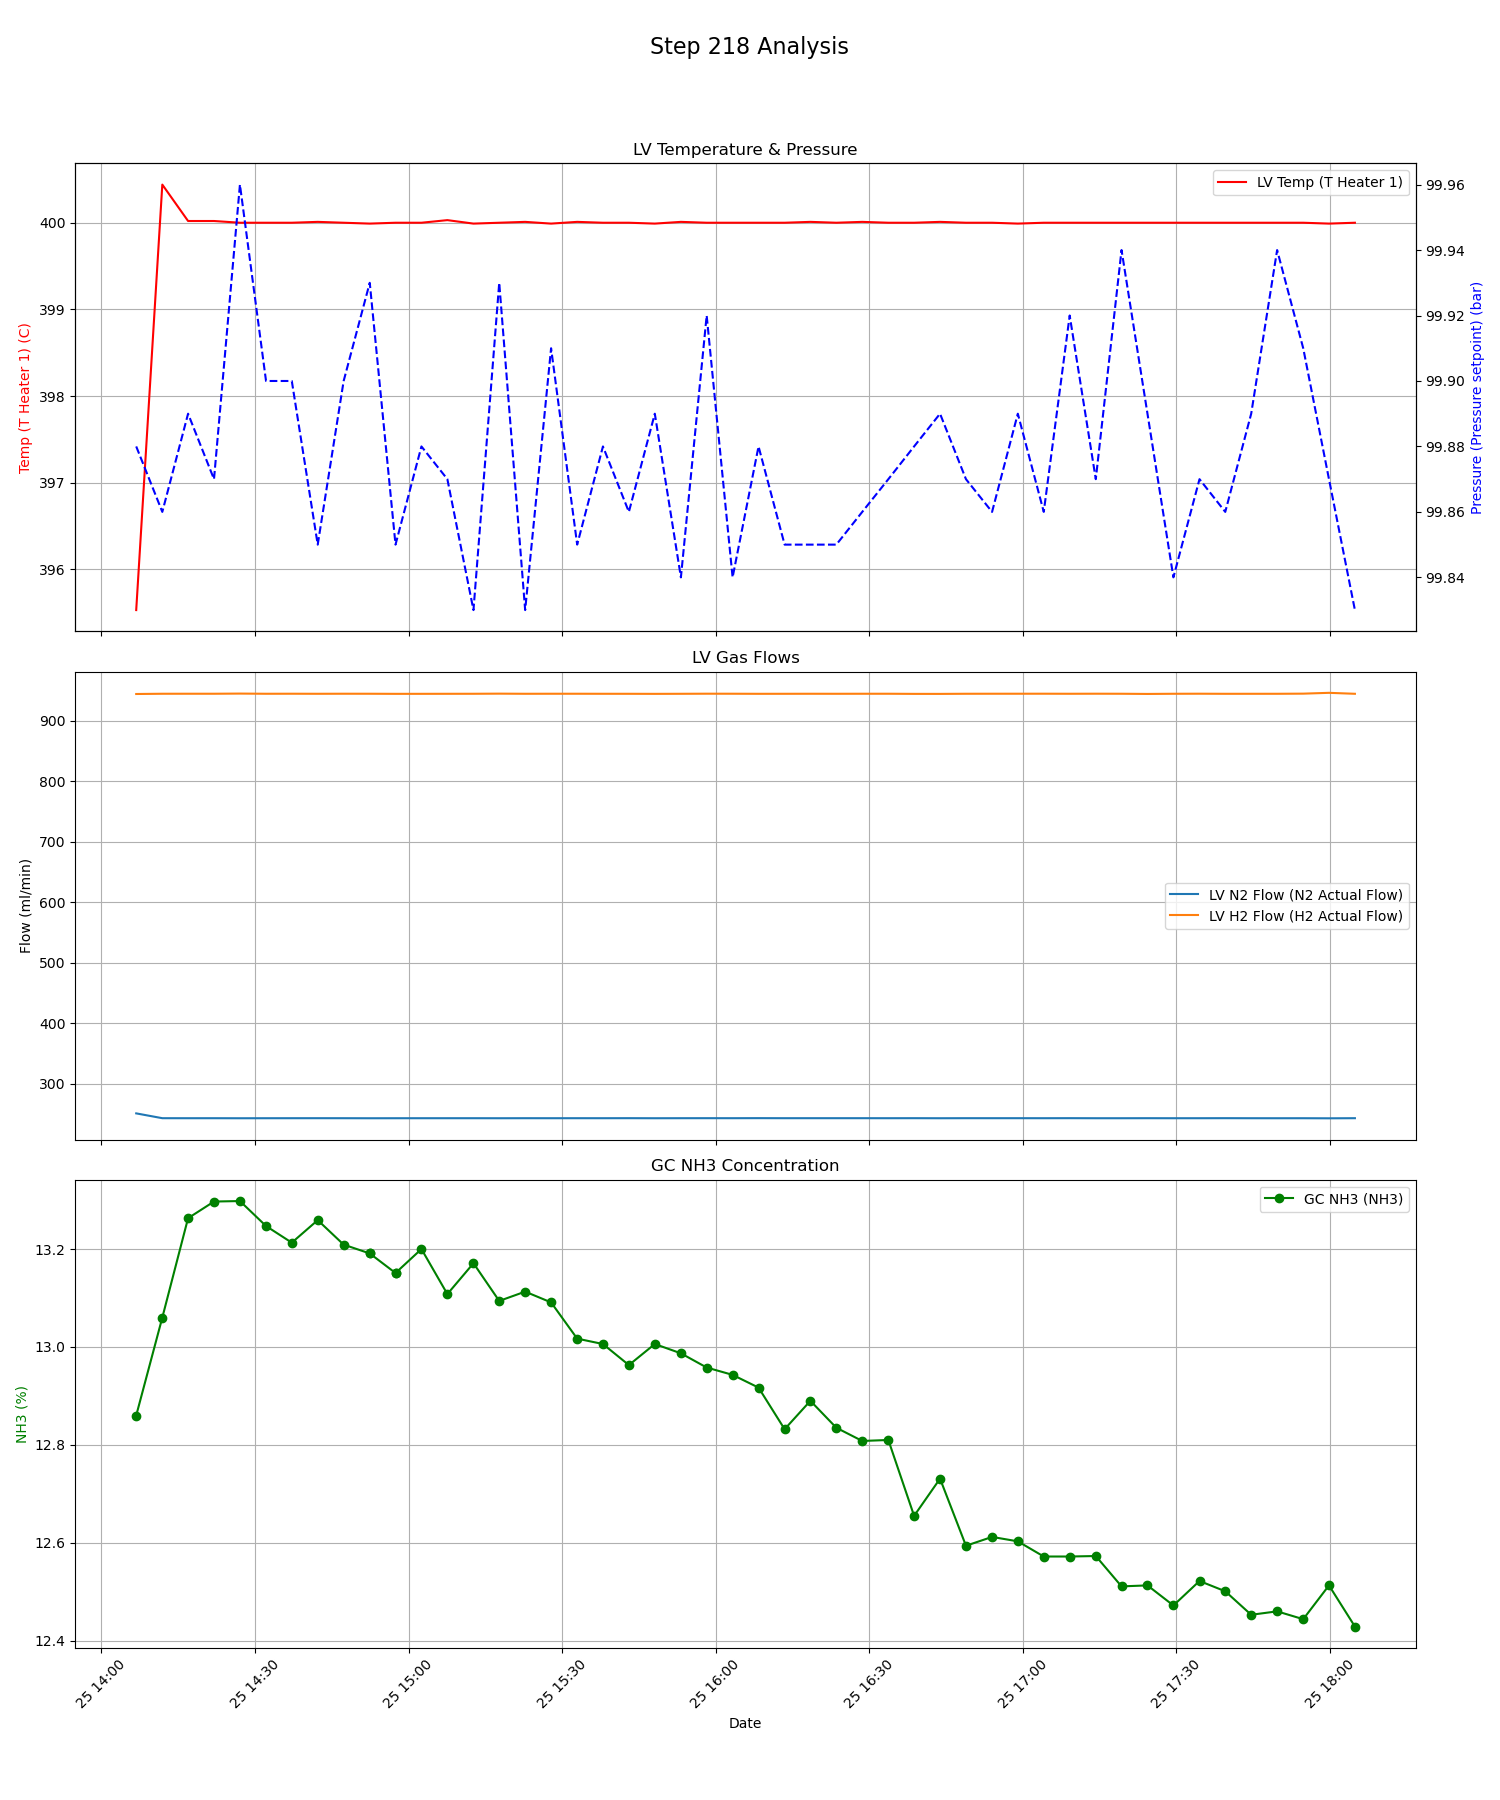 Step 218 Analysis
LV Temperature & Pressure
LV Temp (T Heater 1)
Temp (T Heater 1) (C)
400
399
398
397
396
Pressure (Pressure setpoint) (bar)
99.96
99.94
99.92
99.90
99.88
99.86
99.84
LV Gas Flows
Flow (ml/min)
900
800
700
600
500
400
300
LV N2 Flow (N2 Actual Flow)
LV H2 Flow (H2 Actual Flow)
GC NH3 Concentration
GC NH3 (NH3)
NH3 (%)
13.2
13.0
12.8
12.6
12.4
25 14:00
25 14:30
25 15:00
25 15:30
25 16:00
25 16:30
25 17:00
25 17:30
25 18:00
Date